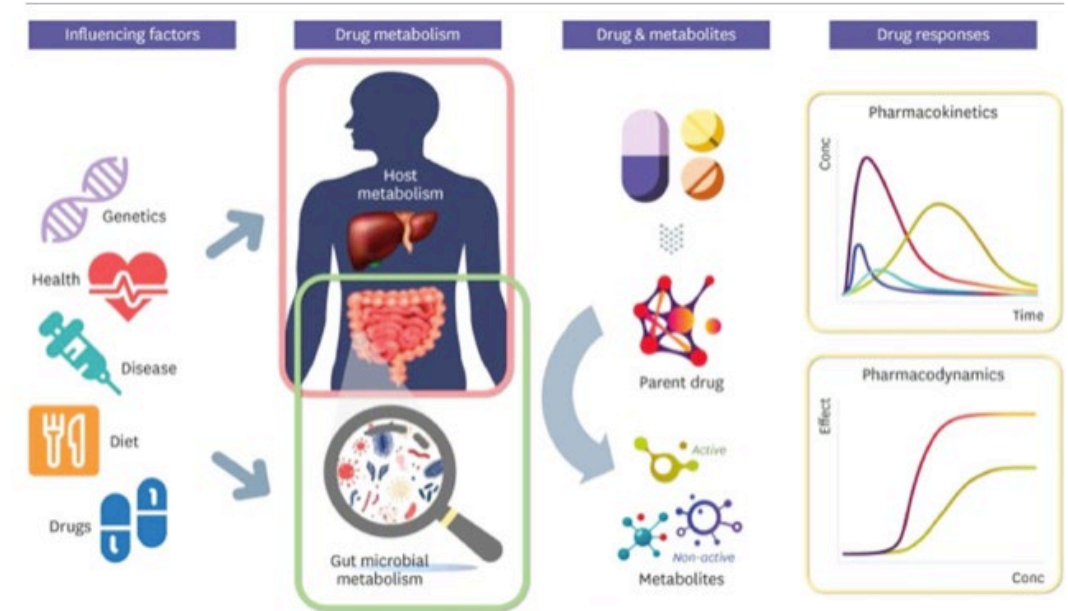 Influencing factors
Drug metabolism
Drug & metabolites
Drug responses
Genetics
Health
Disease
Diet
Drugs
Host
metabolism
Gut microbial
metabolism
Parent drug
Active
Non-active
Metabolites
Pharmacokinetics
Conc
Time
Pharmacodynamics
Effect
Conc